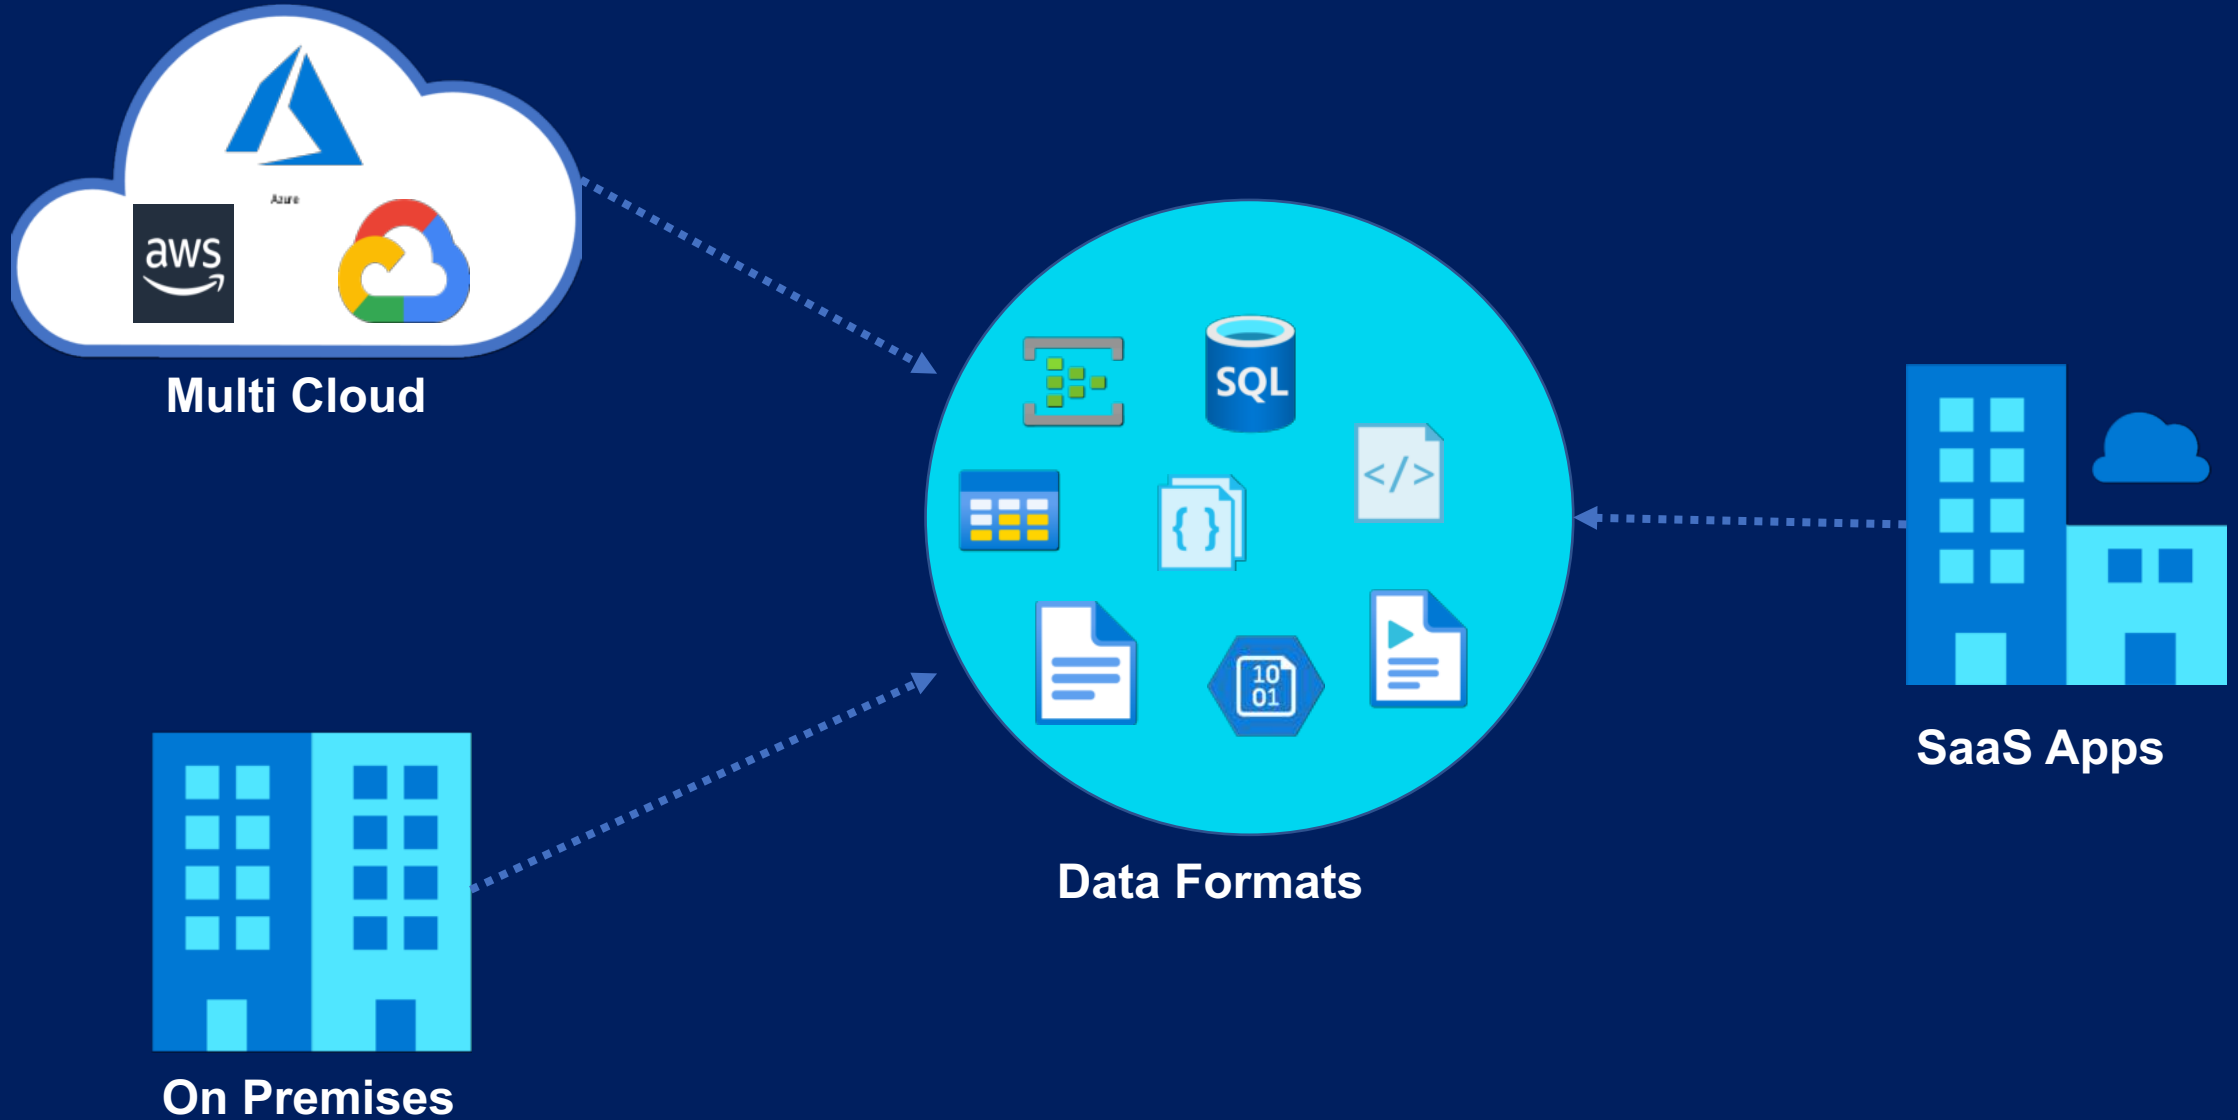 Azure
aws
Multi Cloud
SQL
</>
{ }
10
01
Data Formats
SaaS Apps
On Premises